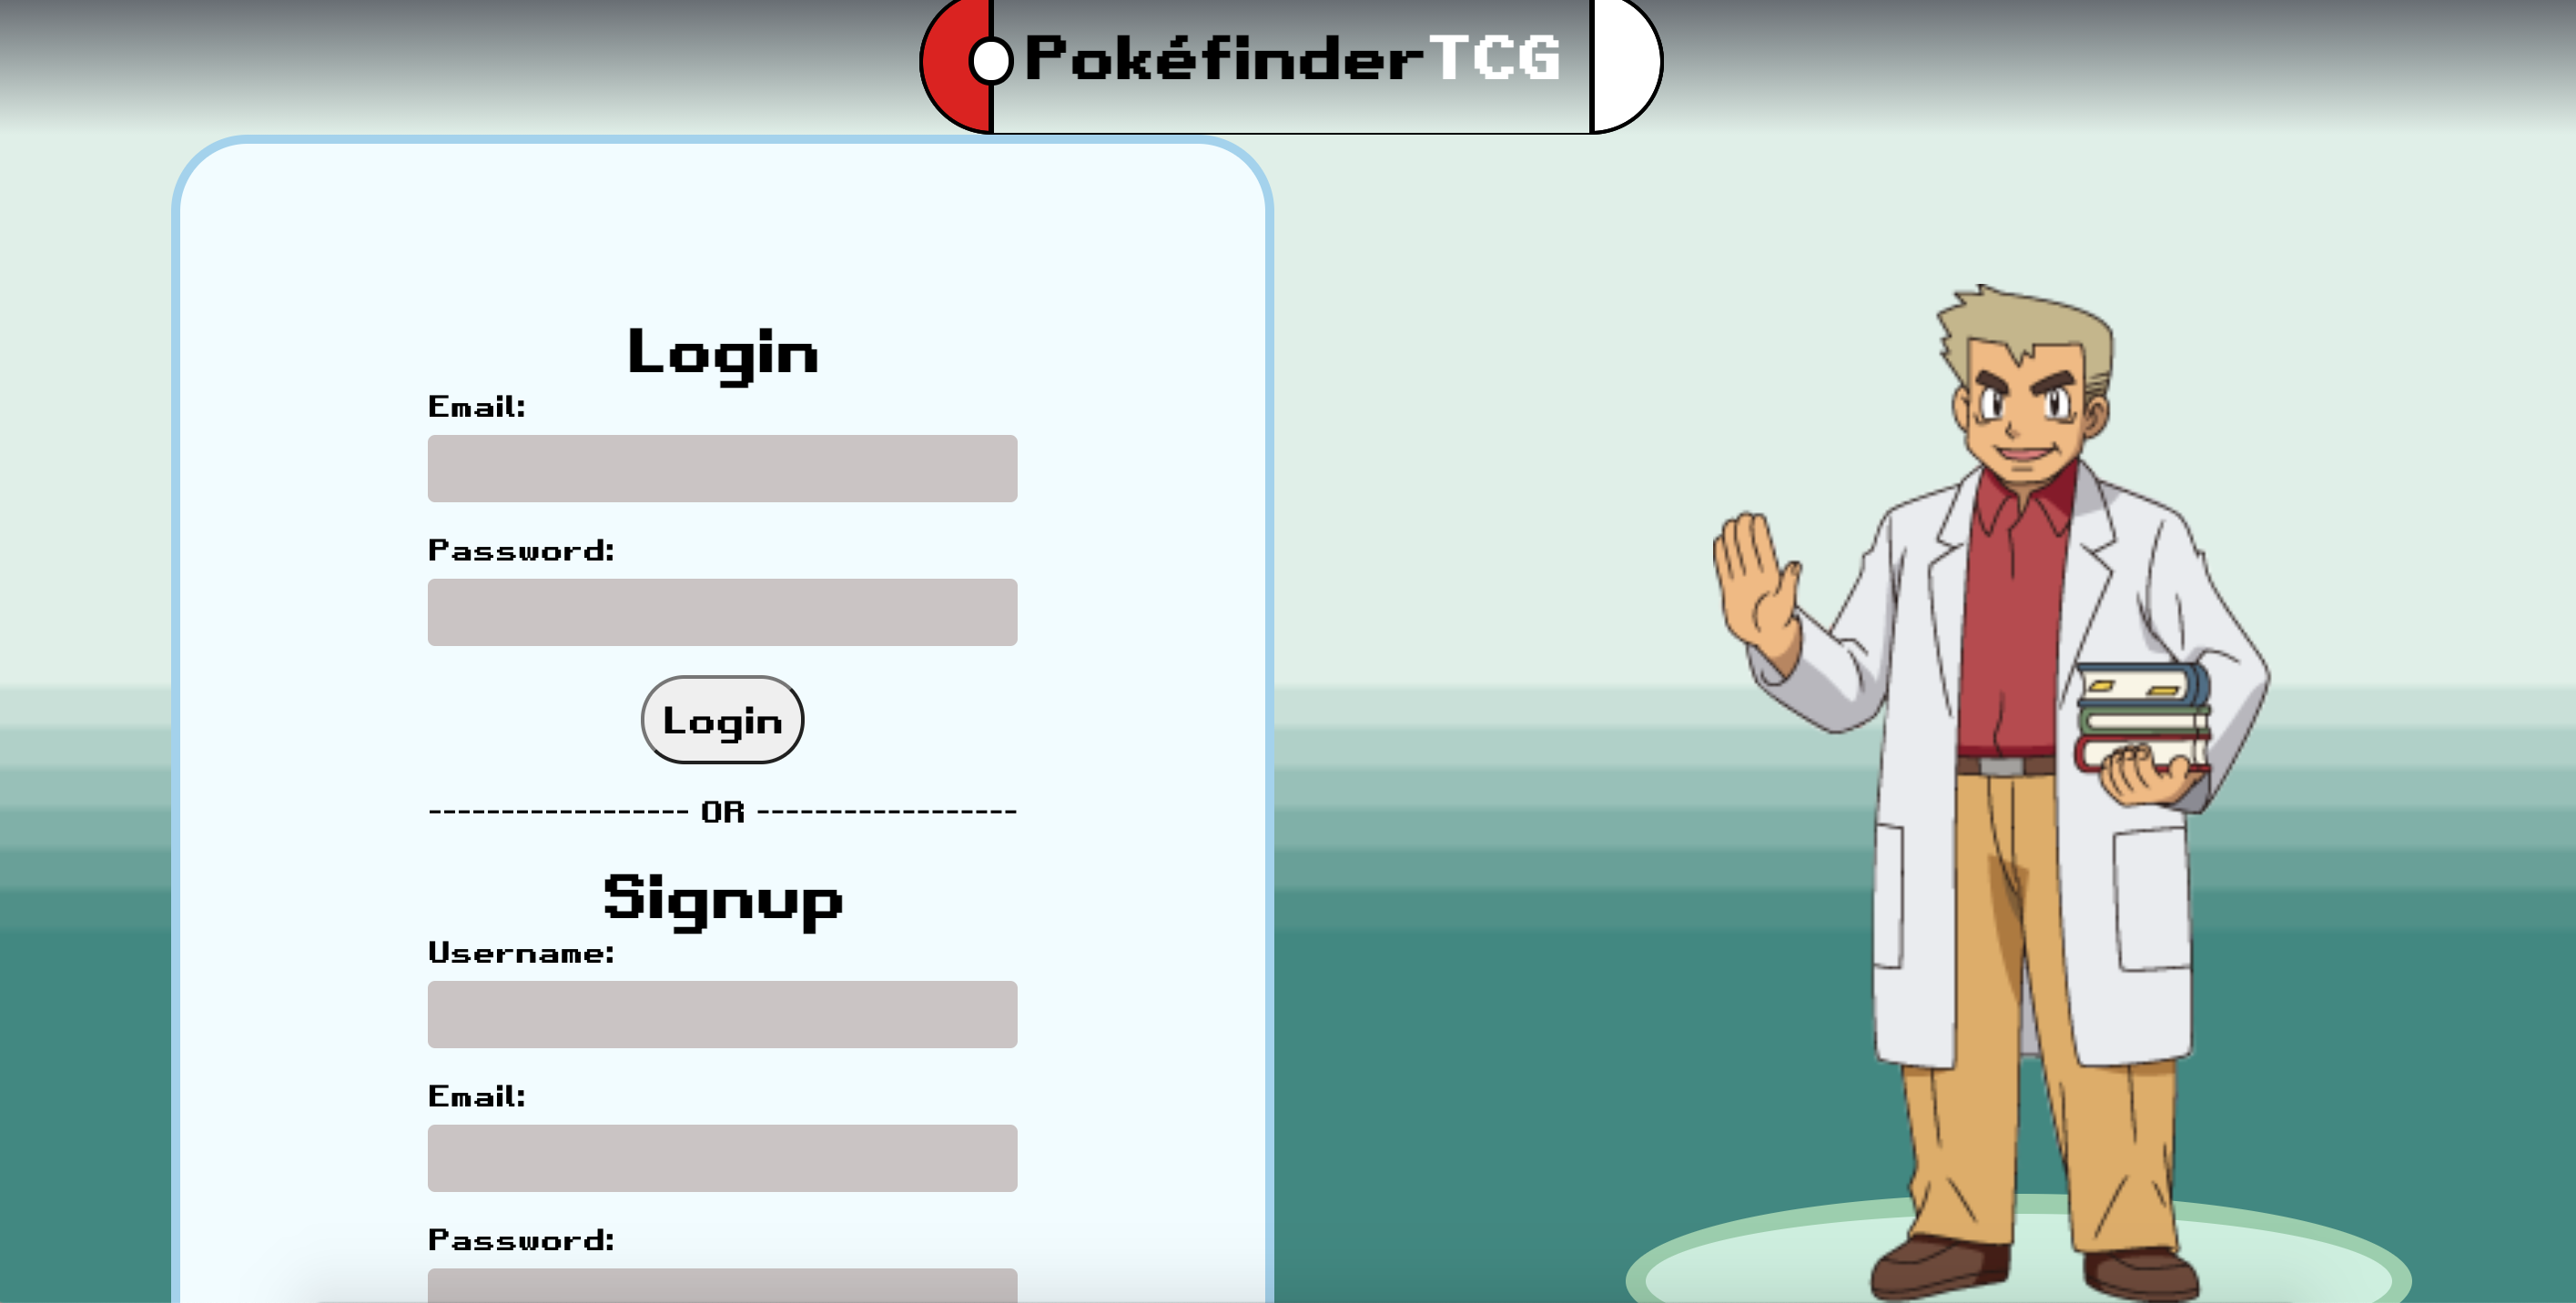 PokéfinderTCG
Login
Email:
Password:
Login
------------------ OR ------------------
Signup
Username:
Email:
Password: